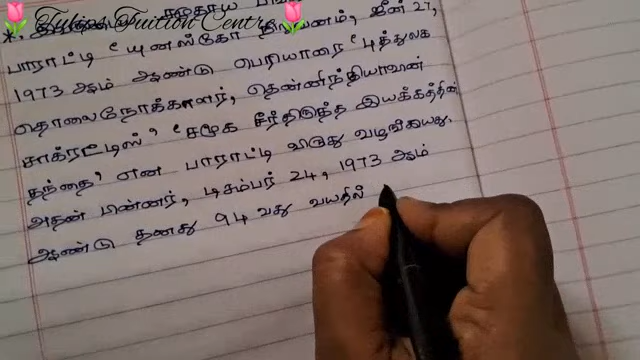 Tulips Tuition Centre
சமுதாய
பாராட்டி 'யுனஸ்கோ நிறுவனம், ஜீன் 27,
1973 ஆம் ஆண்டு பெரியாரை 'புத்துலக
தொலைநோக்காளர், தென்னிந்தியாவின்
சாக்ரடீஸ்' 'சமூக சீர்திருத்த இயக்கத்தின்
தந்தை' என பாராட்டி விருது வழங்கியது.
அதன் பின்னர், டிசம்பர் 24, 1973 ஆம்
ஆண்டு தனது 94 வது வயதில்